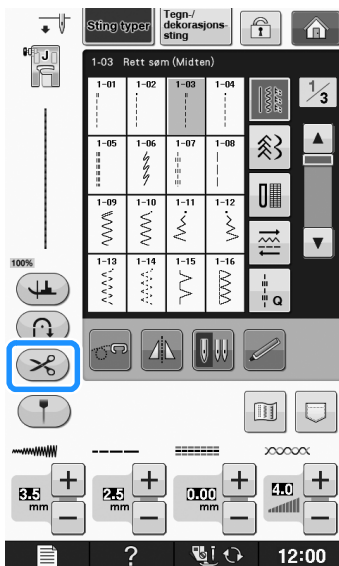 Sting typer
Tegn-/
dekorasjons-
sting
J
1-03 Rett søm (Midten)
1-01 1-02 1-03 1-04
1/3
1-05 1-06 1-07 1-08
1-09 1-10 1-11 1-12
1-13 1-14 1-15 1-16
100%
Q
3.5 mm
2.5 mm
0.00 mm
4.0
?
12:00